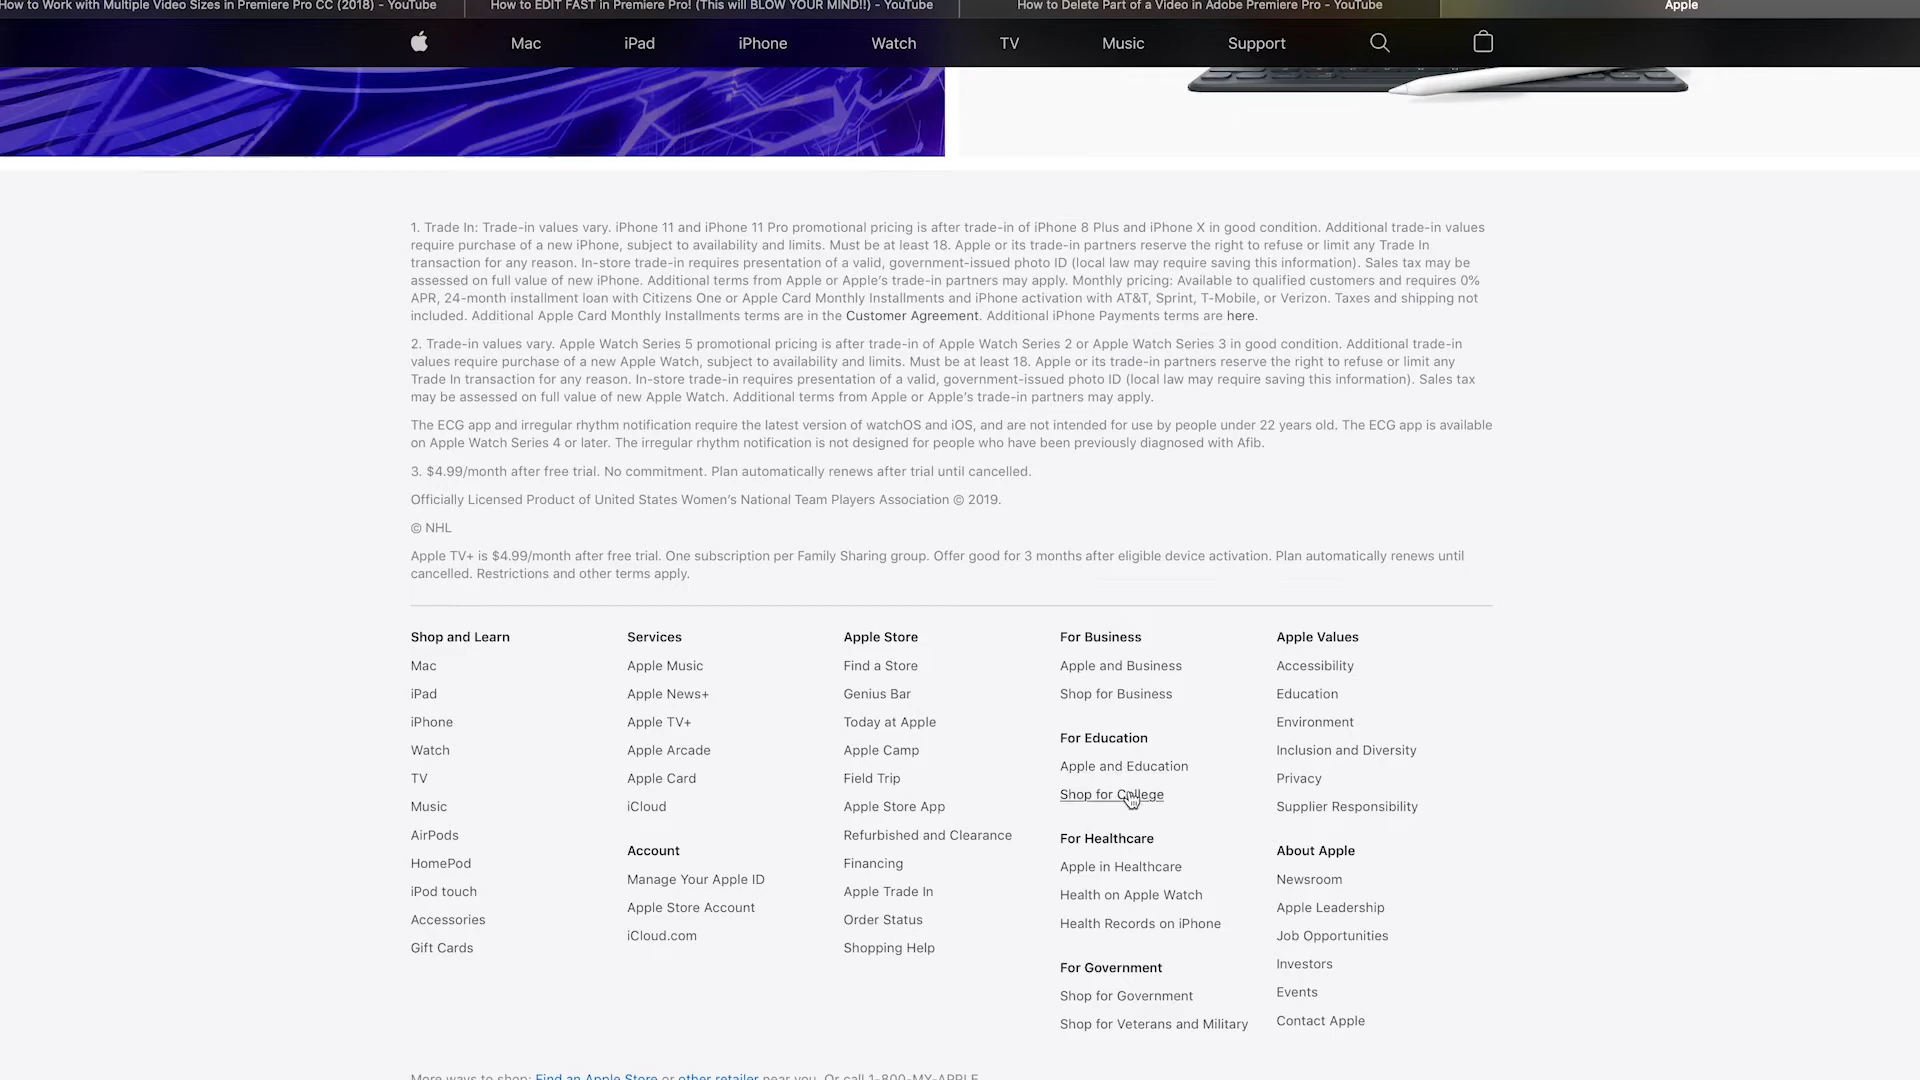 How to Work with Multiple Video Sizes in Premiere Pro CC (2018) - YouTube
How to EDIT FAST in Premiere Pro! (This will BLOW YOUR MIND!!) - YouTube
How to Delete Part of a Video in Adobe Premiere Pro - YouTube
Apple
Mac
iPad
iPhone
Watch
TV
Music
Support
1. Trade In: Trade-in values vary. iPhone 11 and iPhone 11 Pro promotional pricing is after trade-in of iPhone 8 Plus and iPhone X in good condition. Additional trade-in values
require purchase of a new iPhone, subject to availability and limits. Must be at least 18. Apple or its trade-in partners reserve the right to refuse or limit any Trade In
transaction for any reason. In-store trade-in requires presentation of a valid, government-issued photo ID (local law may require saving this information). Sales tax may be
assessed on full value of new iPhone. Additional terms from Apple or Apple's trade-in partners may apply. Monthly pricing: Available to qualified customers and requires 0%
APR, 24-month installment loan with Citizens One or Apple Card Monthly Installments and iPhone activation with AT&T, Sprint, T-Mobile, or Verizon. Taxes and shipping not
included. Additional Apple Card Monthly Installments terms are in the Customer Agreement. Additional iPhone Payments terms are here.
2. Trade-in values vary. Apple Watch Series 5 promotional pricing is after trade-in of Apple Watch Series 2 or Apple Watch Series 3 in good condition. Additional trade-in
values require purchase of a new Apple Watch, subject to availability and limits. Must be at least 18. Apple or its trade-in partners reserve the right to refuse or limit any
Trade In transaction for any reason. In-store trade-in requires presentation of a valid, government-issued photo ID (local law may require saving this information). Sales tax
may be assessed on full value of new Apple Watch. Additional terms from Apple or Apple's trade-in partners may apply.
The ECG app and irregular rhythm notification require the latest version of watchOS and iOS, and are not intended for use by people under 22 years old. The ECG app is available
on Apple Watch Series 4 or later. The irregular rhythm notification is not designed for people who have been previously diagnosed with Afib.
3. $4.99/month after free trial. No commitment. Plan automatically renews after trial until cancelled.
Officially Licensed Product of United States Women's National Team Players Association © 2019.
© NHL
Apple TV+ is $4.99/month after free trial. One subscription per Family Sharing group. Offer good for 3 months after eligible device activation. Plan automatically renews until
cancelled. Restrictions and other terms apply.
Shop and Learn
Mac
iPad
iPhone
Watch
TV
Music
AirPods
HomePod
iPod touch
Accessories
Gift Cards
Services
Apple Music
Apple News+
Apple TV+
Apple Arcade
Apple Card
iCloud
Account
Manage Your Apple ID
Apple Store Account
iCloud.com
Apple Store
Find a Store
Genius Bar
Today at Apple
Apple Camp
Field Trip
Apple Store App
Refurbished and Clearance
Financing
Apple Trade In
Order Status
Shopping Help
For Business
Apple and Business
Shop for Business
For Education
Apple and Education
Shop for College
For Healthcare
Apple in Healthcare
Health on Apple Watch
Health Records on iPhone
For Government
Shop for Government
Shop for Veterans and Military
Apple Values
Accessibility
Education
Environment
Inclusion and Diversity
Privacy
Supplier Responsibility
About Apple
Newsroom
Apple Leadership
Job Opportunities
Investors
Events
Contact Apple
More ways to shop: Find an Apple Store or other retailer near you. Or call 1-800-MY-APPLE.